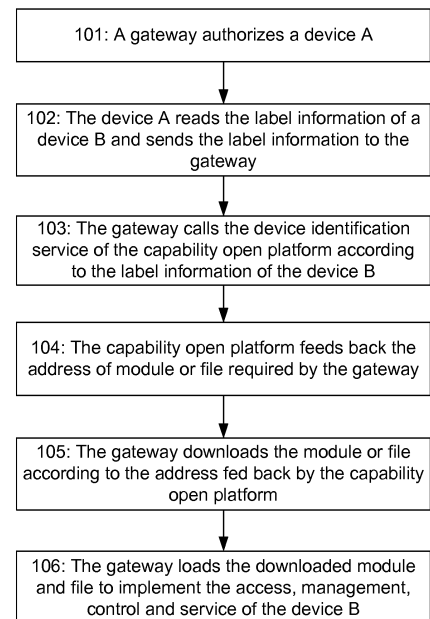 101: A gateway authorizes a device A
102: The device A reads the label information of a
device B and sends the label information to the
gateway
103: The gateway calls the device identification
service of the capability open platform according
to the label information of the device B
104: The capability open platform feeds back the
address of module or file required by the gateway
105: The gateway downloads the module or file
according to the address fed back by the capability
open platform
106: The gateway loads the downloaded module
and file to implement the access, management,
control and service of the device B